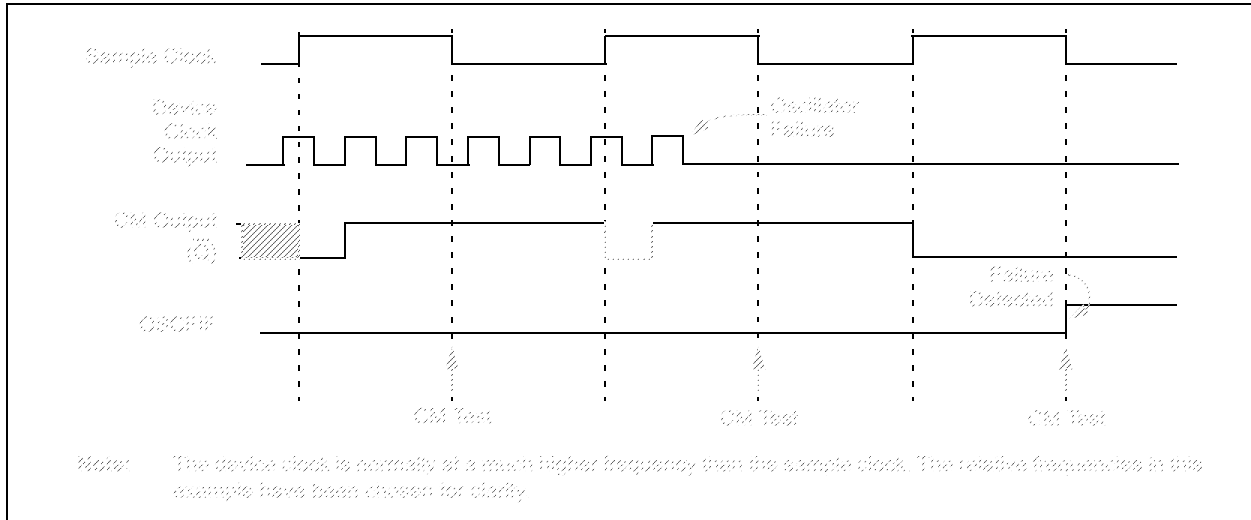 Sample Clock
Device
Clock
Output
Oscillator
Failure
CM Output
(Q)
Failure
Detected
OSCFIF
CM Test
CM Test
CM Test
Note: The device clock is normally at a much higher frequency than the sample clock. The relative frequencies in this
example have been chosen for clarity.